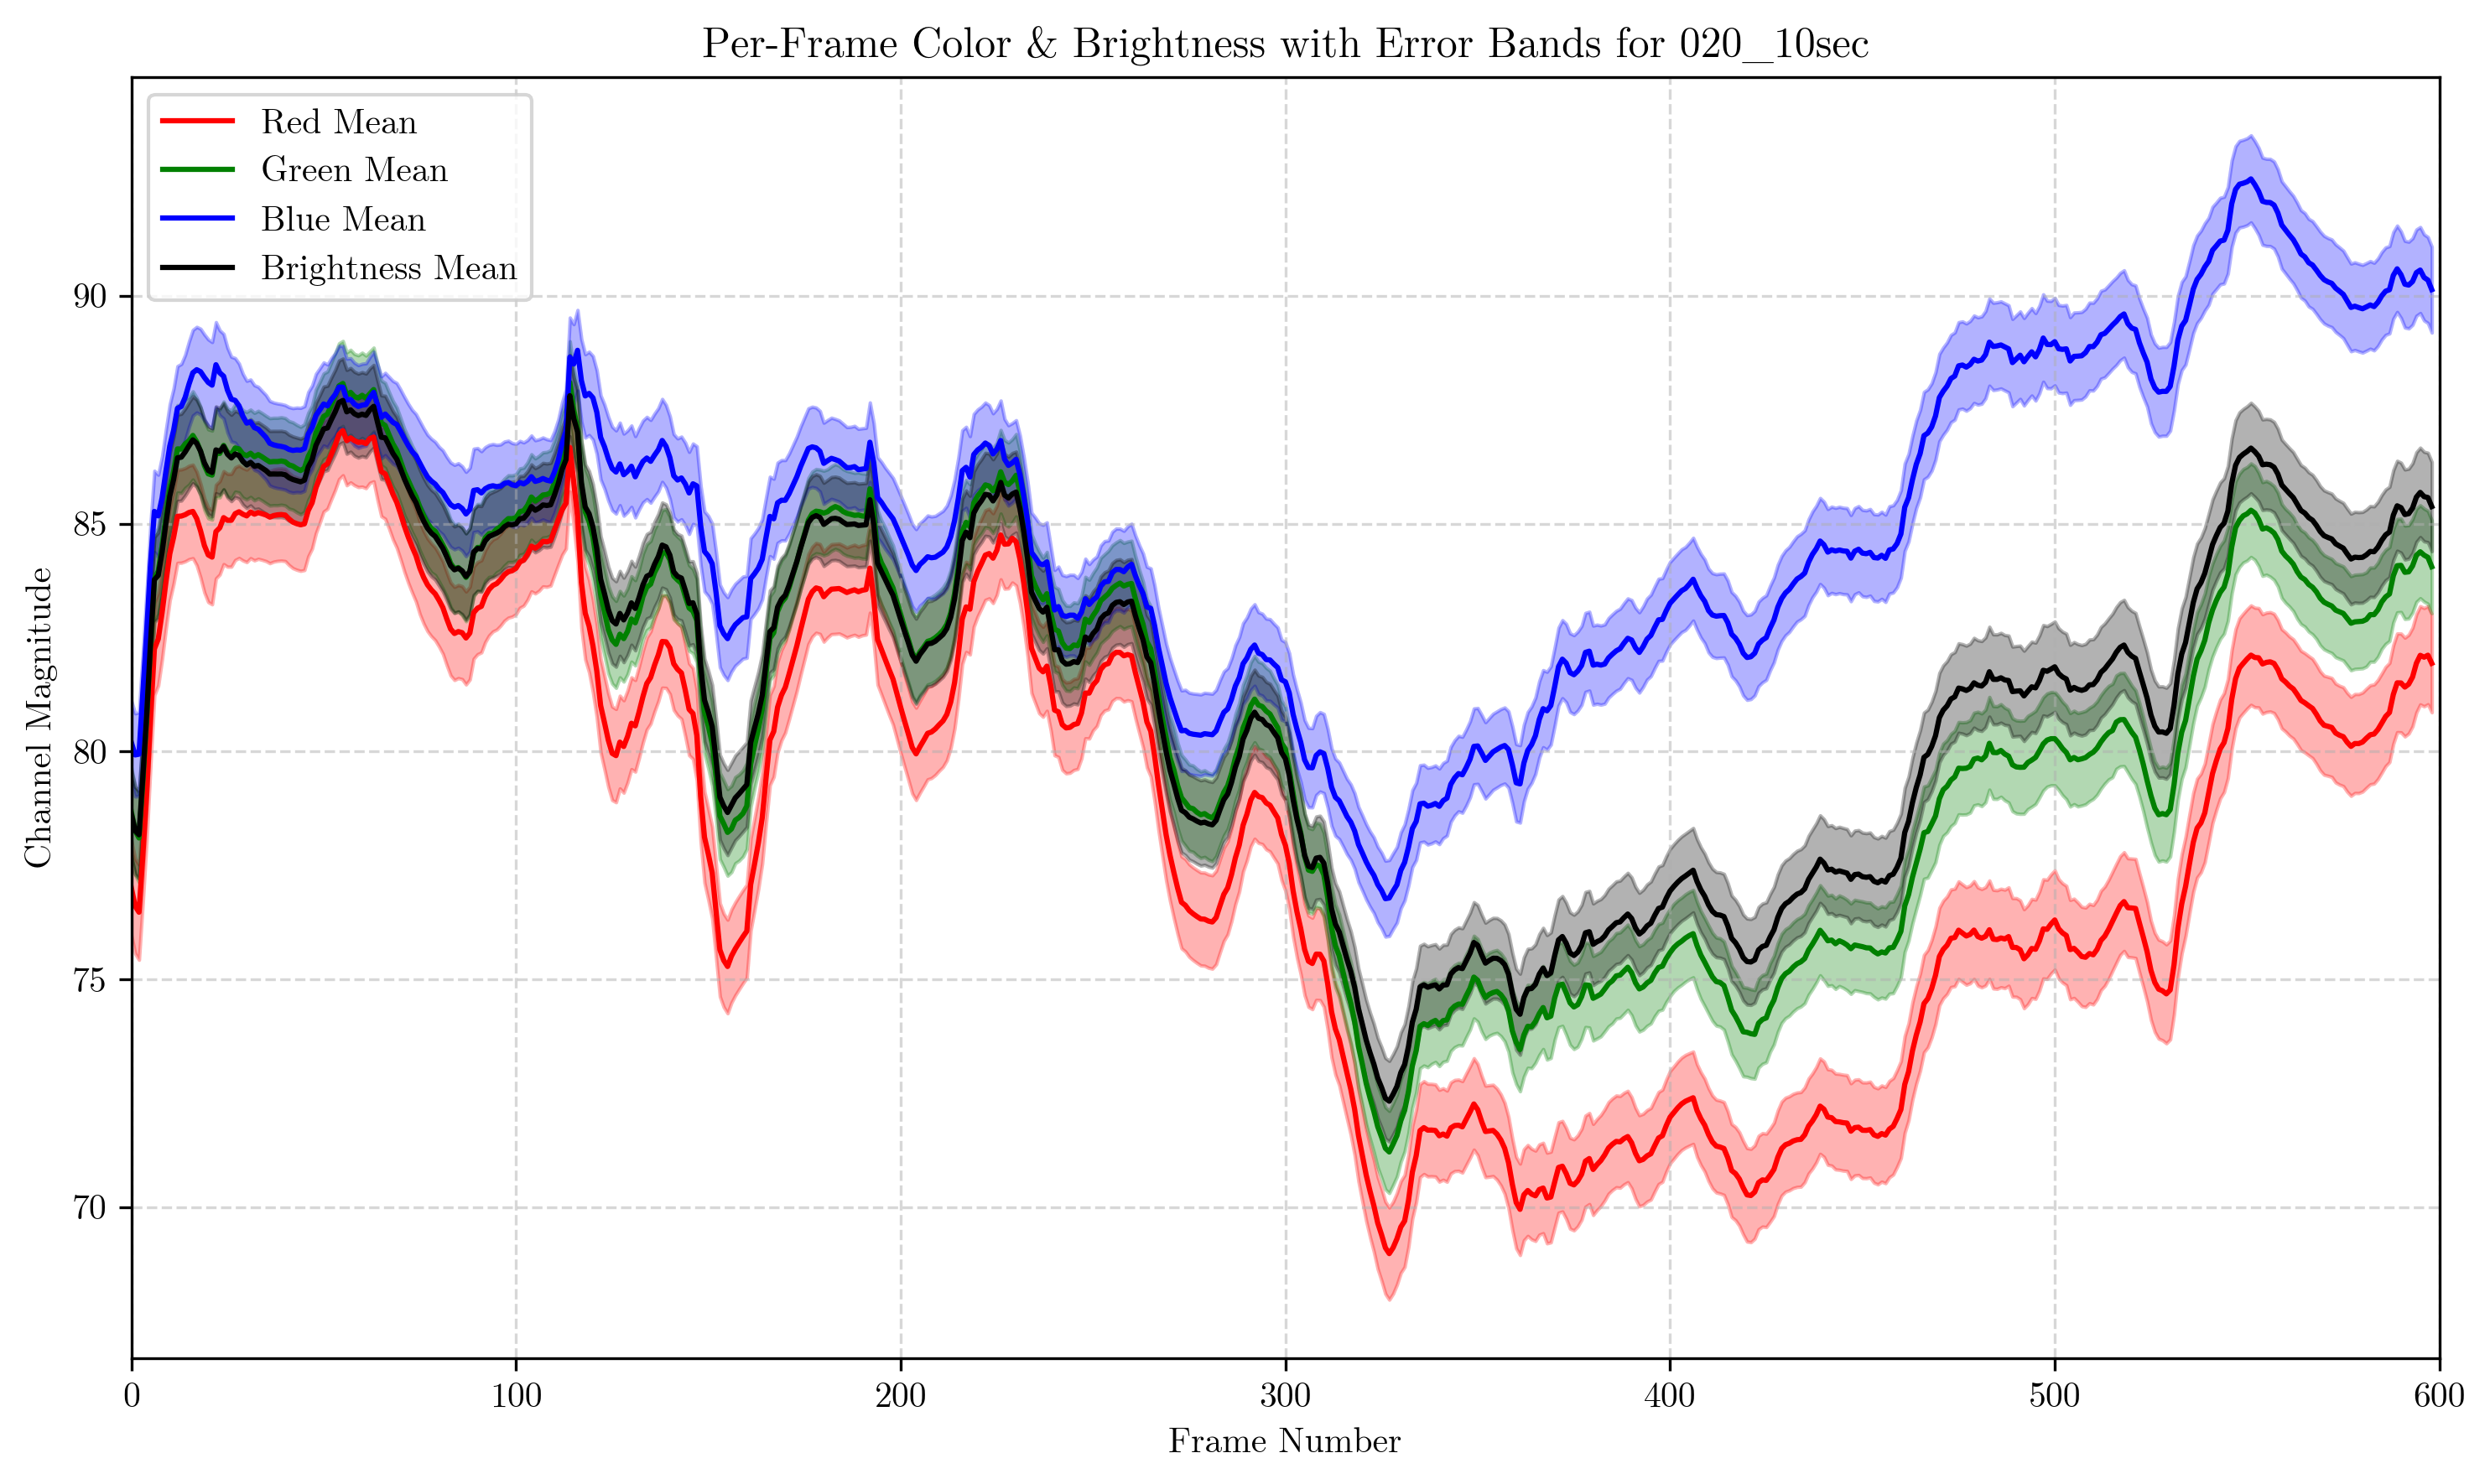 Per-Frame Color & Brightness with Error Bands for 020__10sec
Red Mean
Green Mean
Blue Mean
Brightness Mean
Channel Magnitude
90
85
80
75
70
0 100 200 300 400 500 600
Frame Number